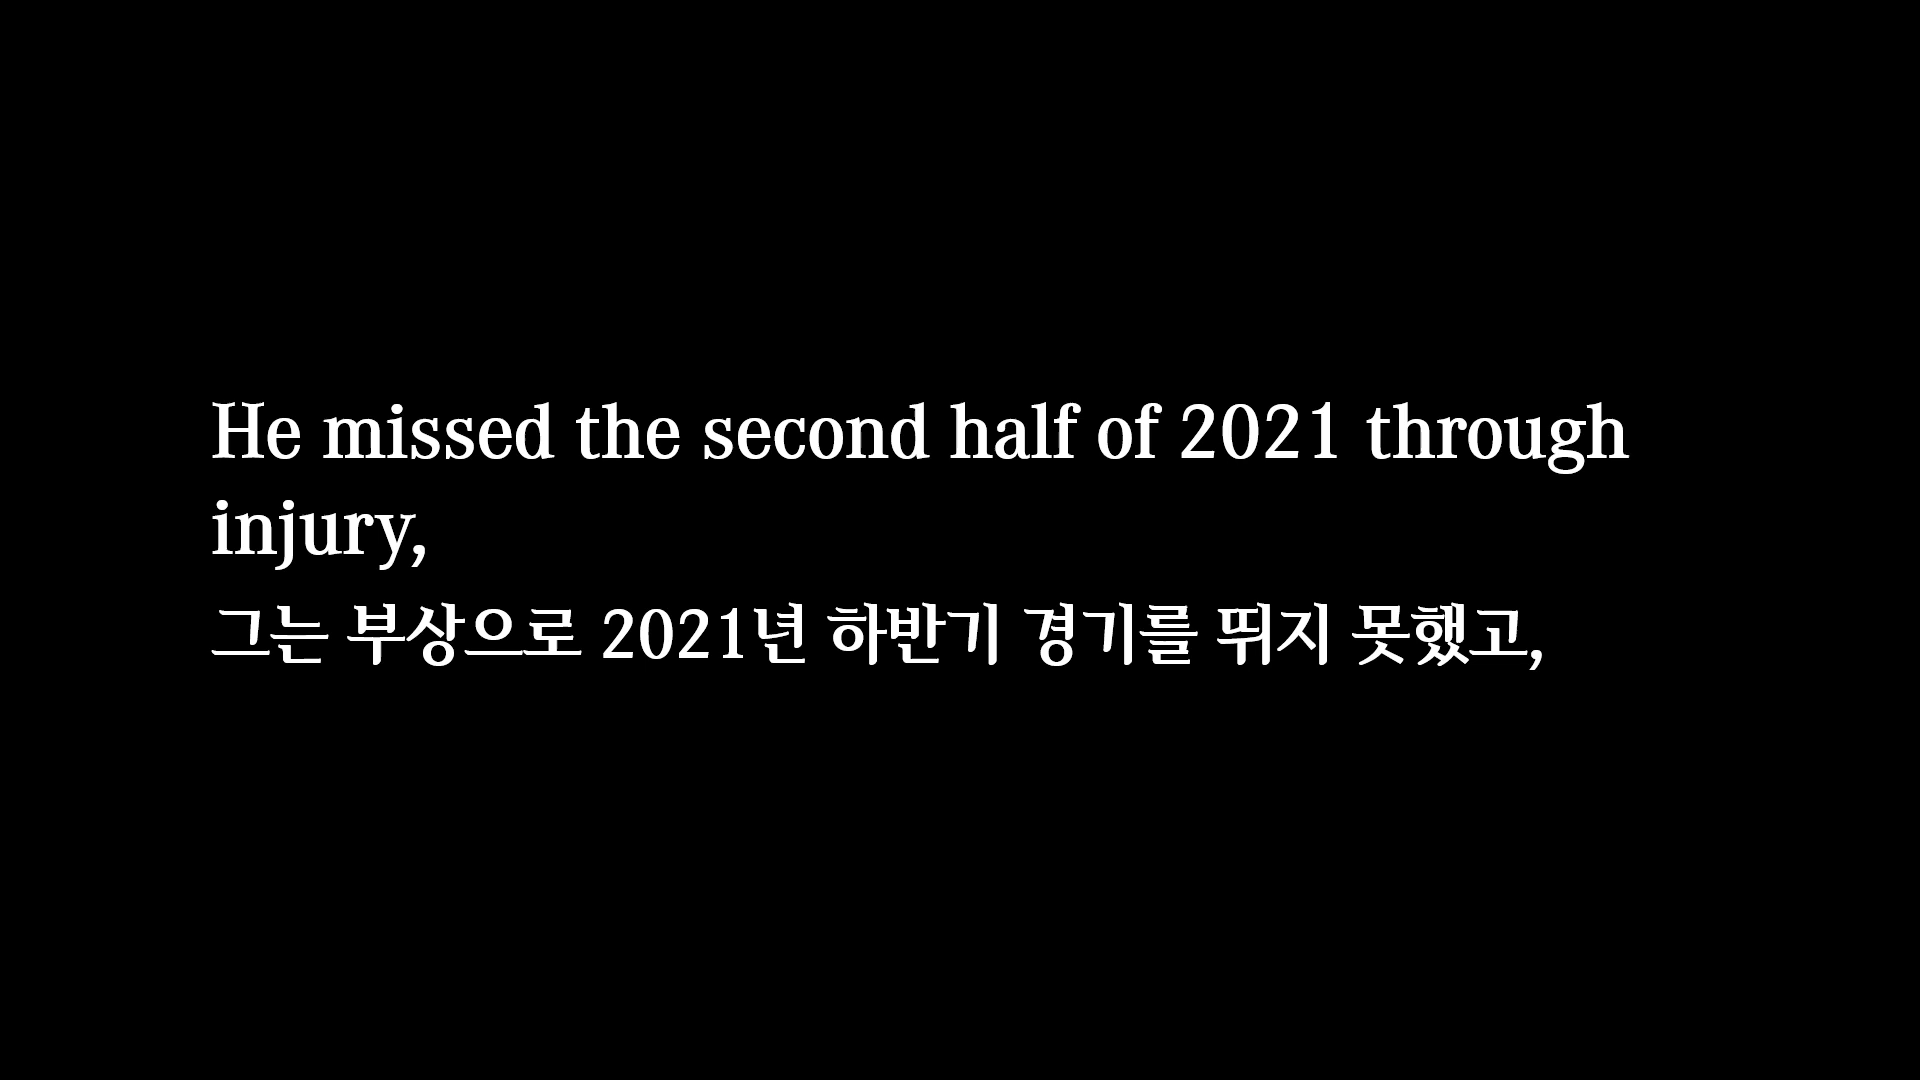 He missed the second half of 2021 through
injury,
그는 부상으로 2021년 하반기 경기를 뛰지 못했고,